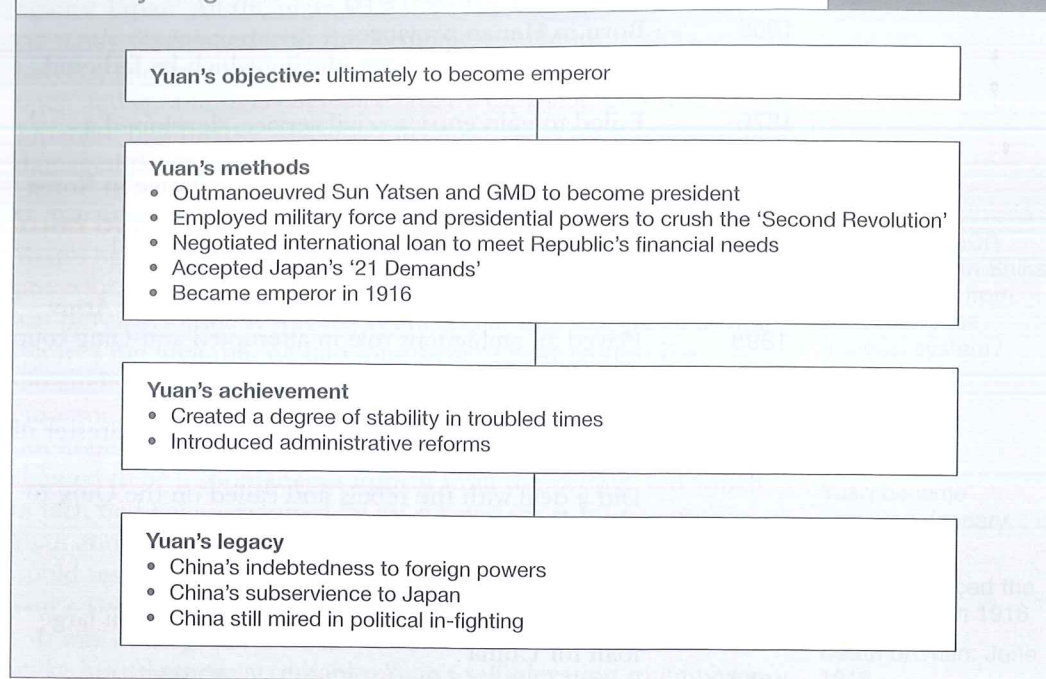 Yuan's objective: ultimately to become emperor
Yuan's methods
• Outmanoeuvred Sun Yatsen and GMD to become president
• Employed military force and presidential powers to crush the 'Second Revolution'
• Negotiated international loan to meet Republic's financial needs
• Accepted Japan's '21 Demands'
• Became emperor in 1916
Yuan's achievement
• Created a degree of stability in troubled times
• Introduced administrative reforms
Yuan's legacy
• China's indebtedness to foreign powers
• China's subservience to Japan
• China still mired in political in-fighting